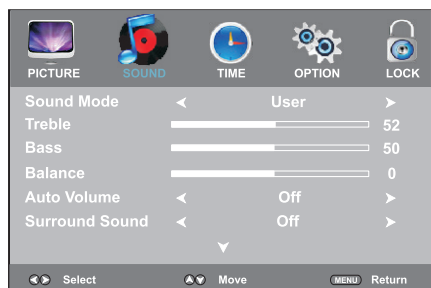 PICTURE SOUND TIME OPTION LOCK
Sound Mode User
Treble 52
Bass 50
Balance 0
Auto Volume Off
Surround Sound Off
Select Move MENU Return